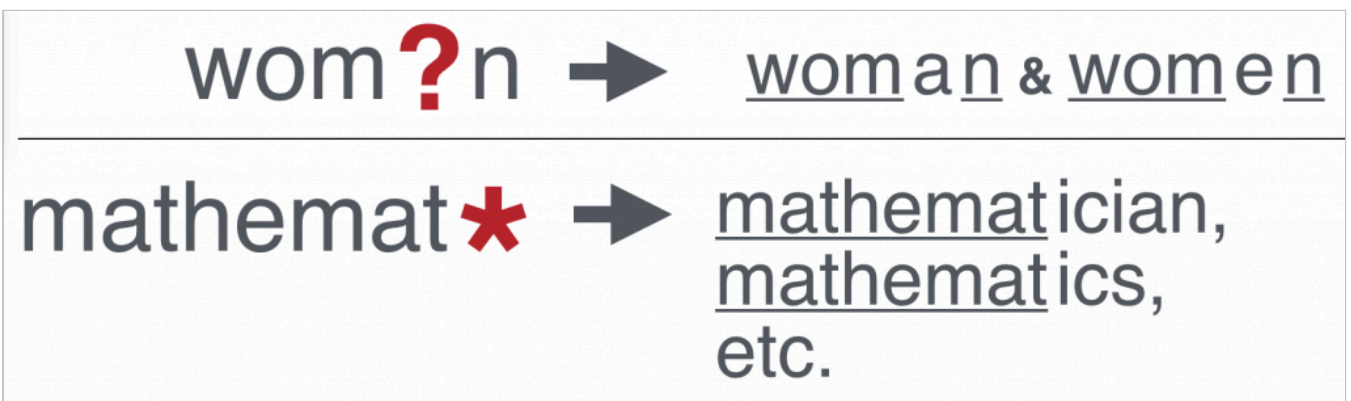 wom?n → woman & women
mathemat* → mathematician,
mathematics,
etc.